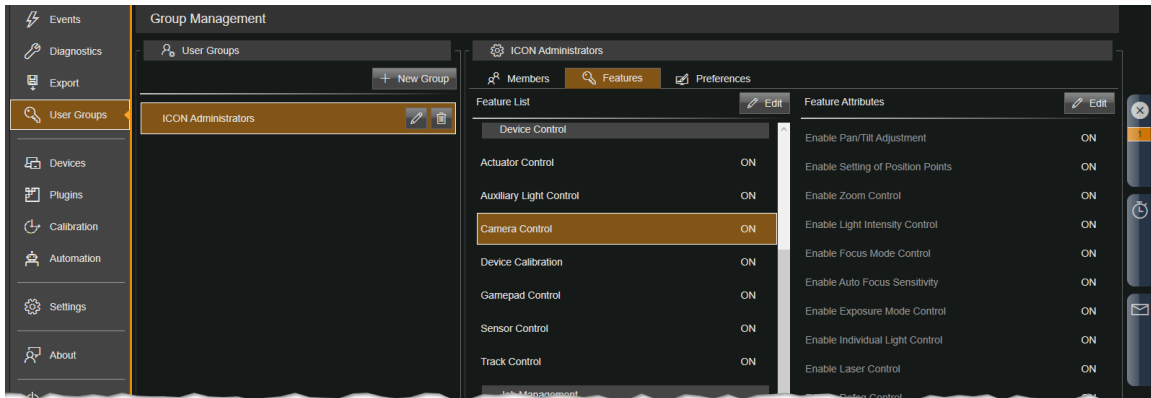 Events
Diagnostics
Export
User Groups
Devices
Plugins
Calibration
Automation
Settings
About
Group Management
User Groups
+ New Group
ICON Administrators
ICON Administrators
Members
Features
Preferences
Feature List
Edit
Device Control
Actuator Control ON
Auxiliary Light Control ON
Camera Control ON
Device Calibration ON
Gamepad Control ON
Sensor Control ON
Track Control ON
Job Management
Feature Attributes
Edit
Enable Pan/Tilt Adjustment ON
Enable Setting of Position Points ON
Enable Zoom Control ON
Enable Light Intensity Control ON
Enable Focus Mode Control ON
Enable Auto Focus Sensitivity ON
Enable Exposure Mode Control ON
Enable Individual Light Control ON
Enable Laser Control ON
Control
1